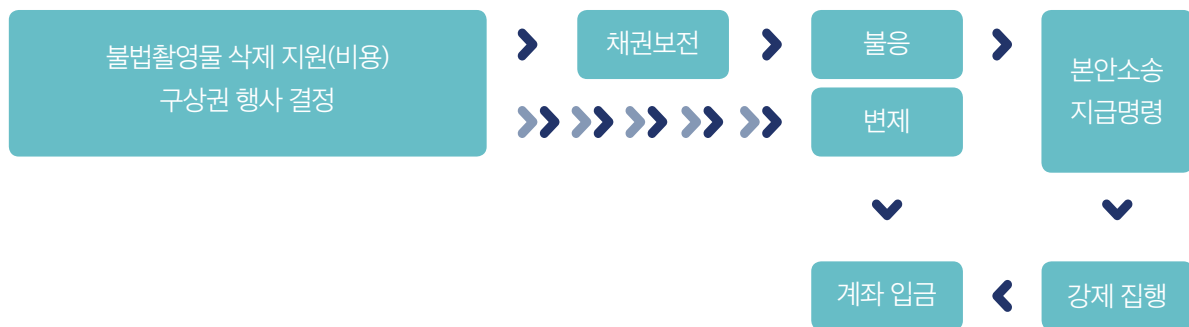 불법촬영물 삭제 지원(비용)
구상권 행사 결정
채권보전
불응
변제
본안소송
지급명령
계좌 입금
강제 집행